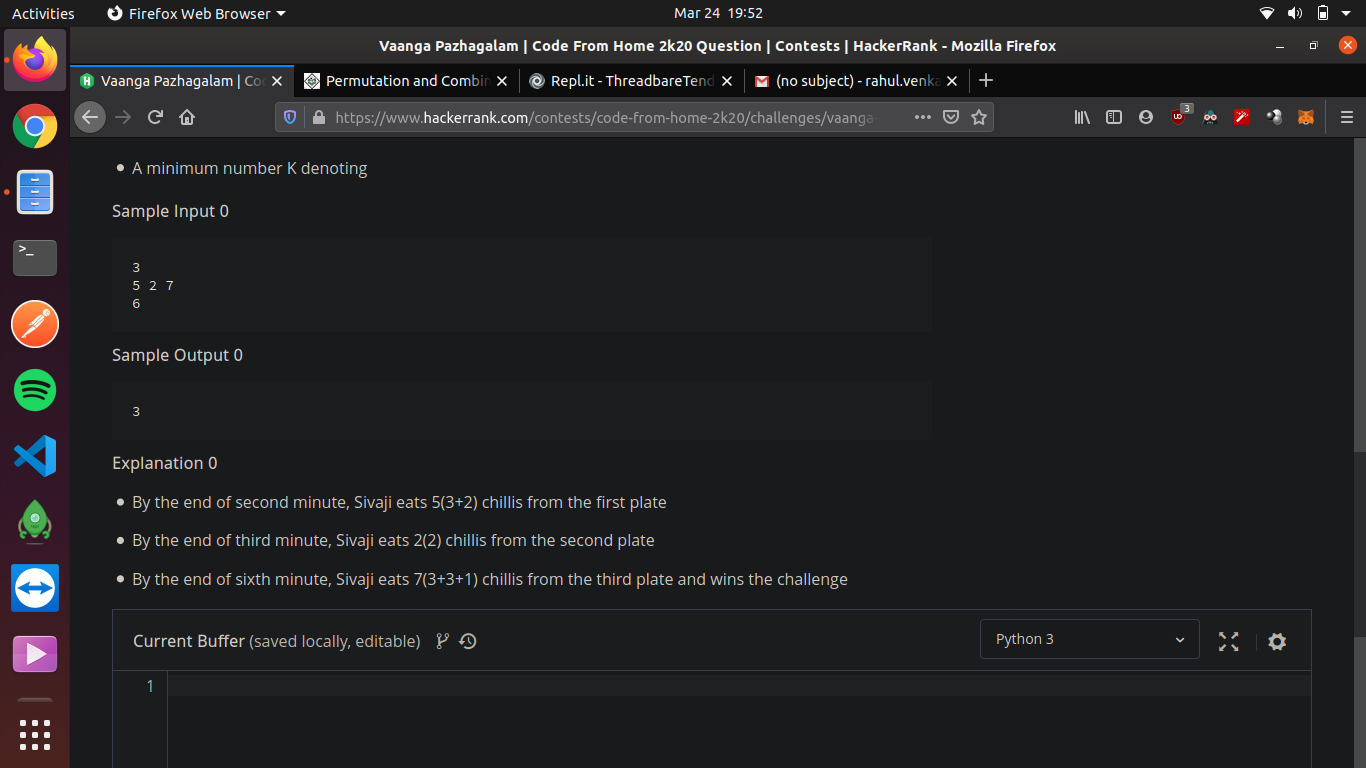 Activities Firefox Web Browser Mar 24 19:52
Vaanga Pazhagalam | Code From Home 2k20 Question | Contests | HackerRank - Mozilla Firefox
Vaanga Pazhagalam | Co Permutation and Combin Repl.it - ThreadbareTend (no subject) - rahul.venka
https://www.hackerrank.com/contests/code-from-home-2k20/challenges/vaanga- 3
A minimum number K denoting
Sample Input 0
3
5 2 7
6
Sample Output 0
3
Explanation 0
By the end of second minute, Sivaji eats 5(3+2) chillis from the first plate
By the end of third minute, Sivaji eats 2(2) chillis from the second plate
By the end of sixth minute, Sivaji eats 7(3+3+1) chillis from the third plate and wins the challenge
Current Buffer (saved locally, editable) Python 3
1